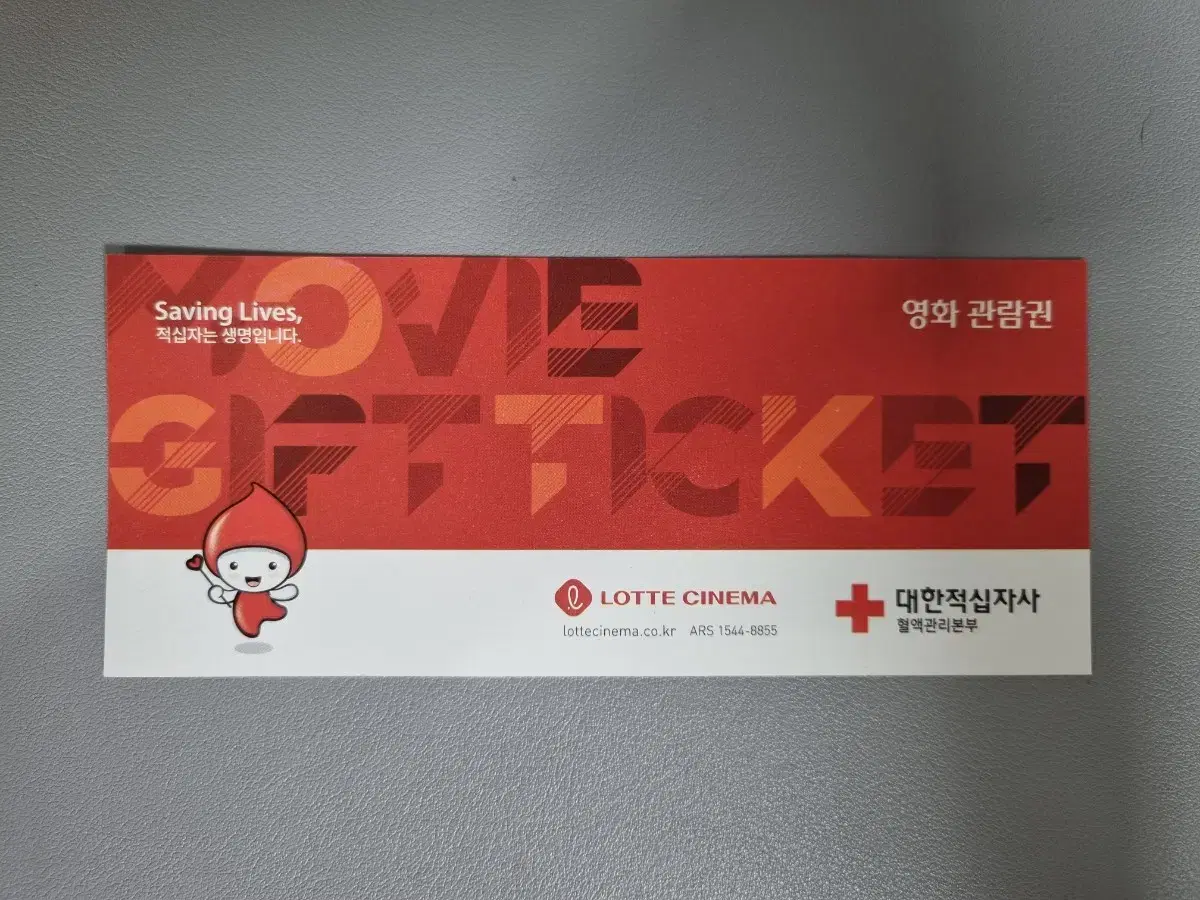 Saving Lives,
적십자는 생명입니다.
영화 관람권
MOVIE
GIFT TICKET
LOTTE CINEMA
lottecinema.co.kr ARS 1544-8855
대한적십자사
혈액관리본부